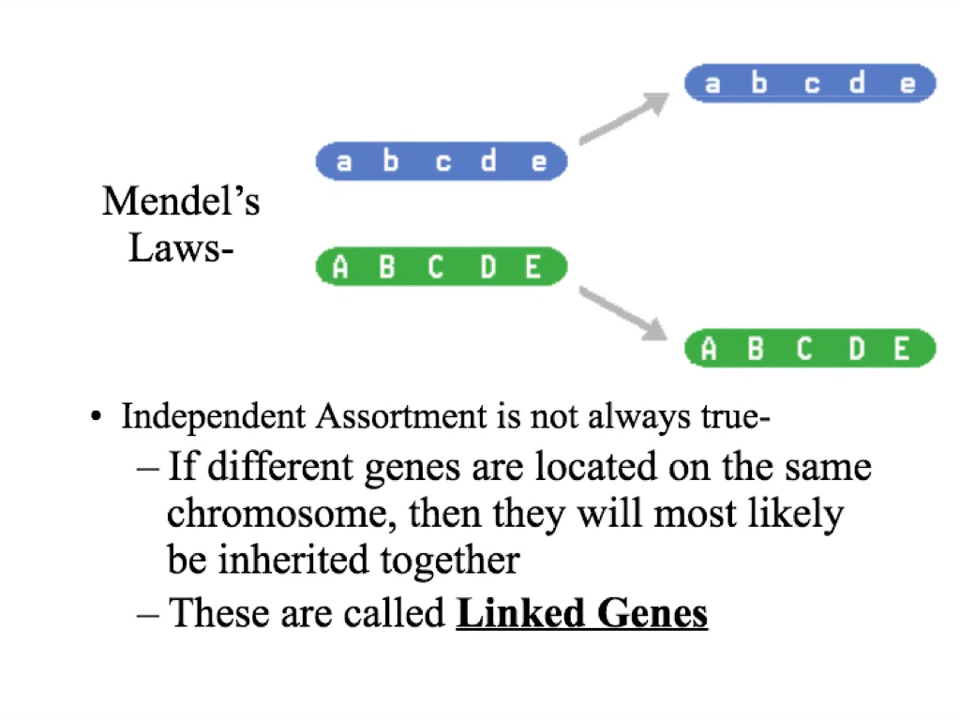 a b c d e
a b c d e
Mendel’s
Laws-
A B C D E
A B C D E
• Independent Assortment is not always true-
– If different genes are located on the same
chromosome, then they will most likely
be inherited together
– These are called Linked Genes